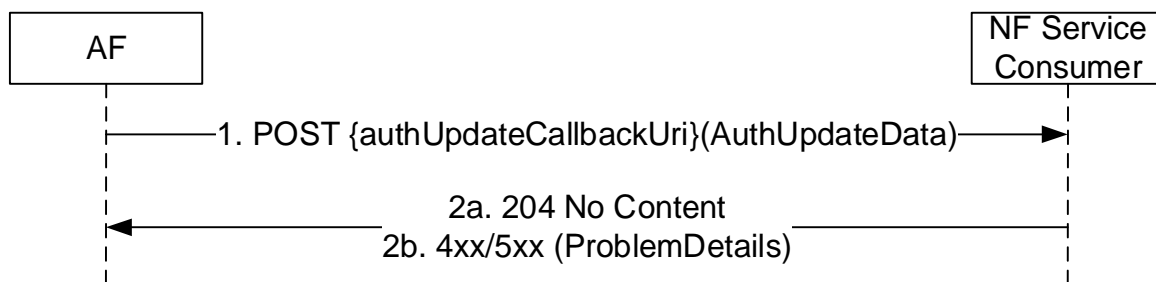 AF
NF Service
Consumer
1. POST {authUpdateCallbackUri}(AuthUpdateData)
2a. 204 No Content
2b. 4xx/5xx (ProblemDetails)